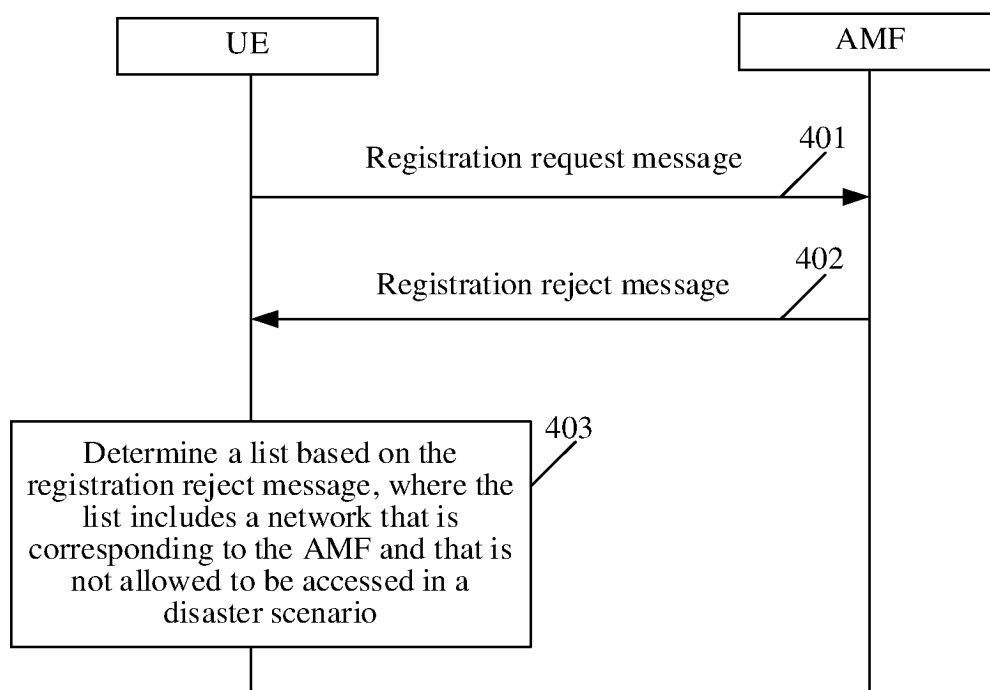 UE
AMF
401
Registration request message
402
Registration reject message
403
Determine a list based on the
registration reject message, where the
list includes a network that is
corresponding to the AMF and that is
not allowed to be accessed in a
disaster scenario